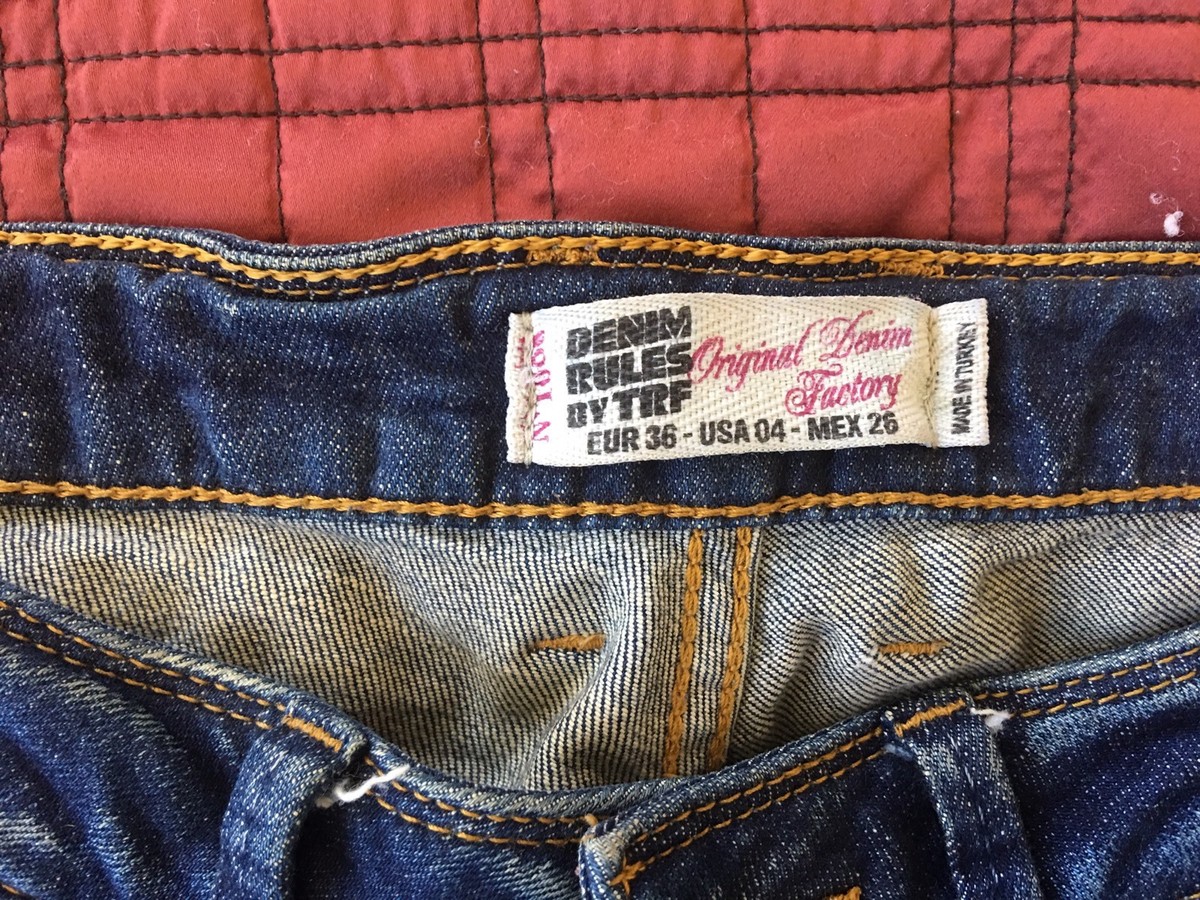 DENIM
RULES
BY TRF
Original Denim
Factory
EUR 36 - USA 04 - MEX 26
MADE IN TURKEY